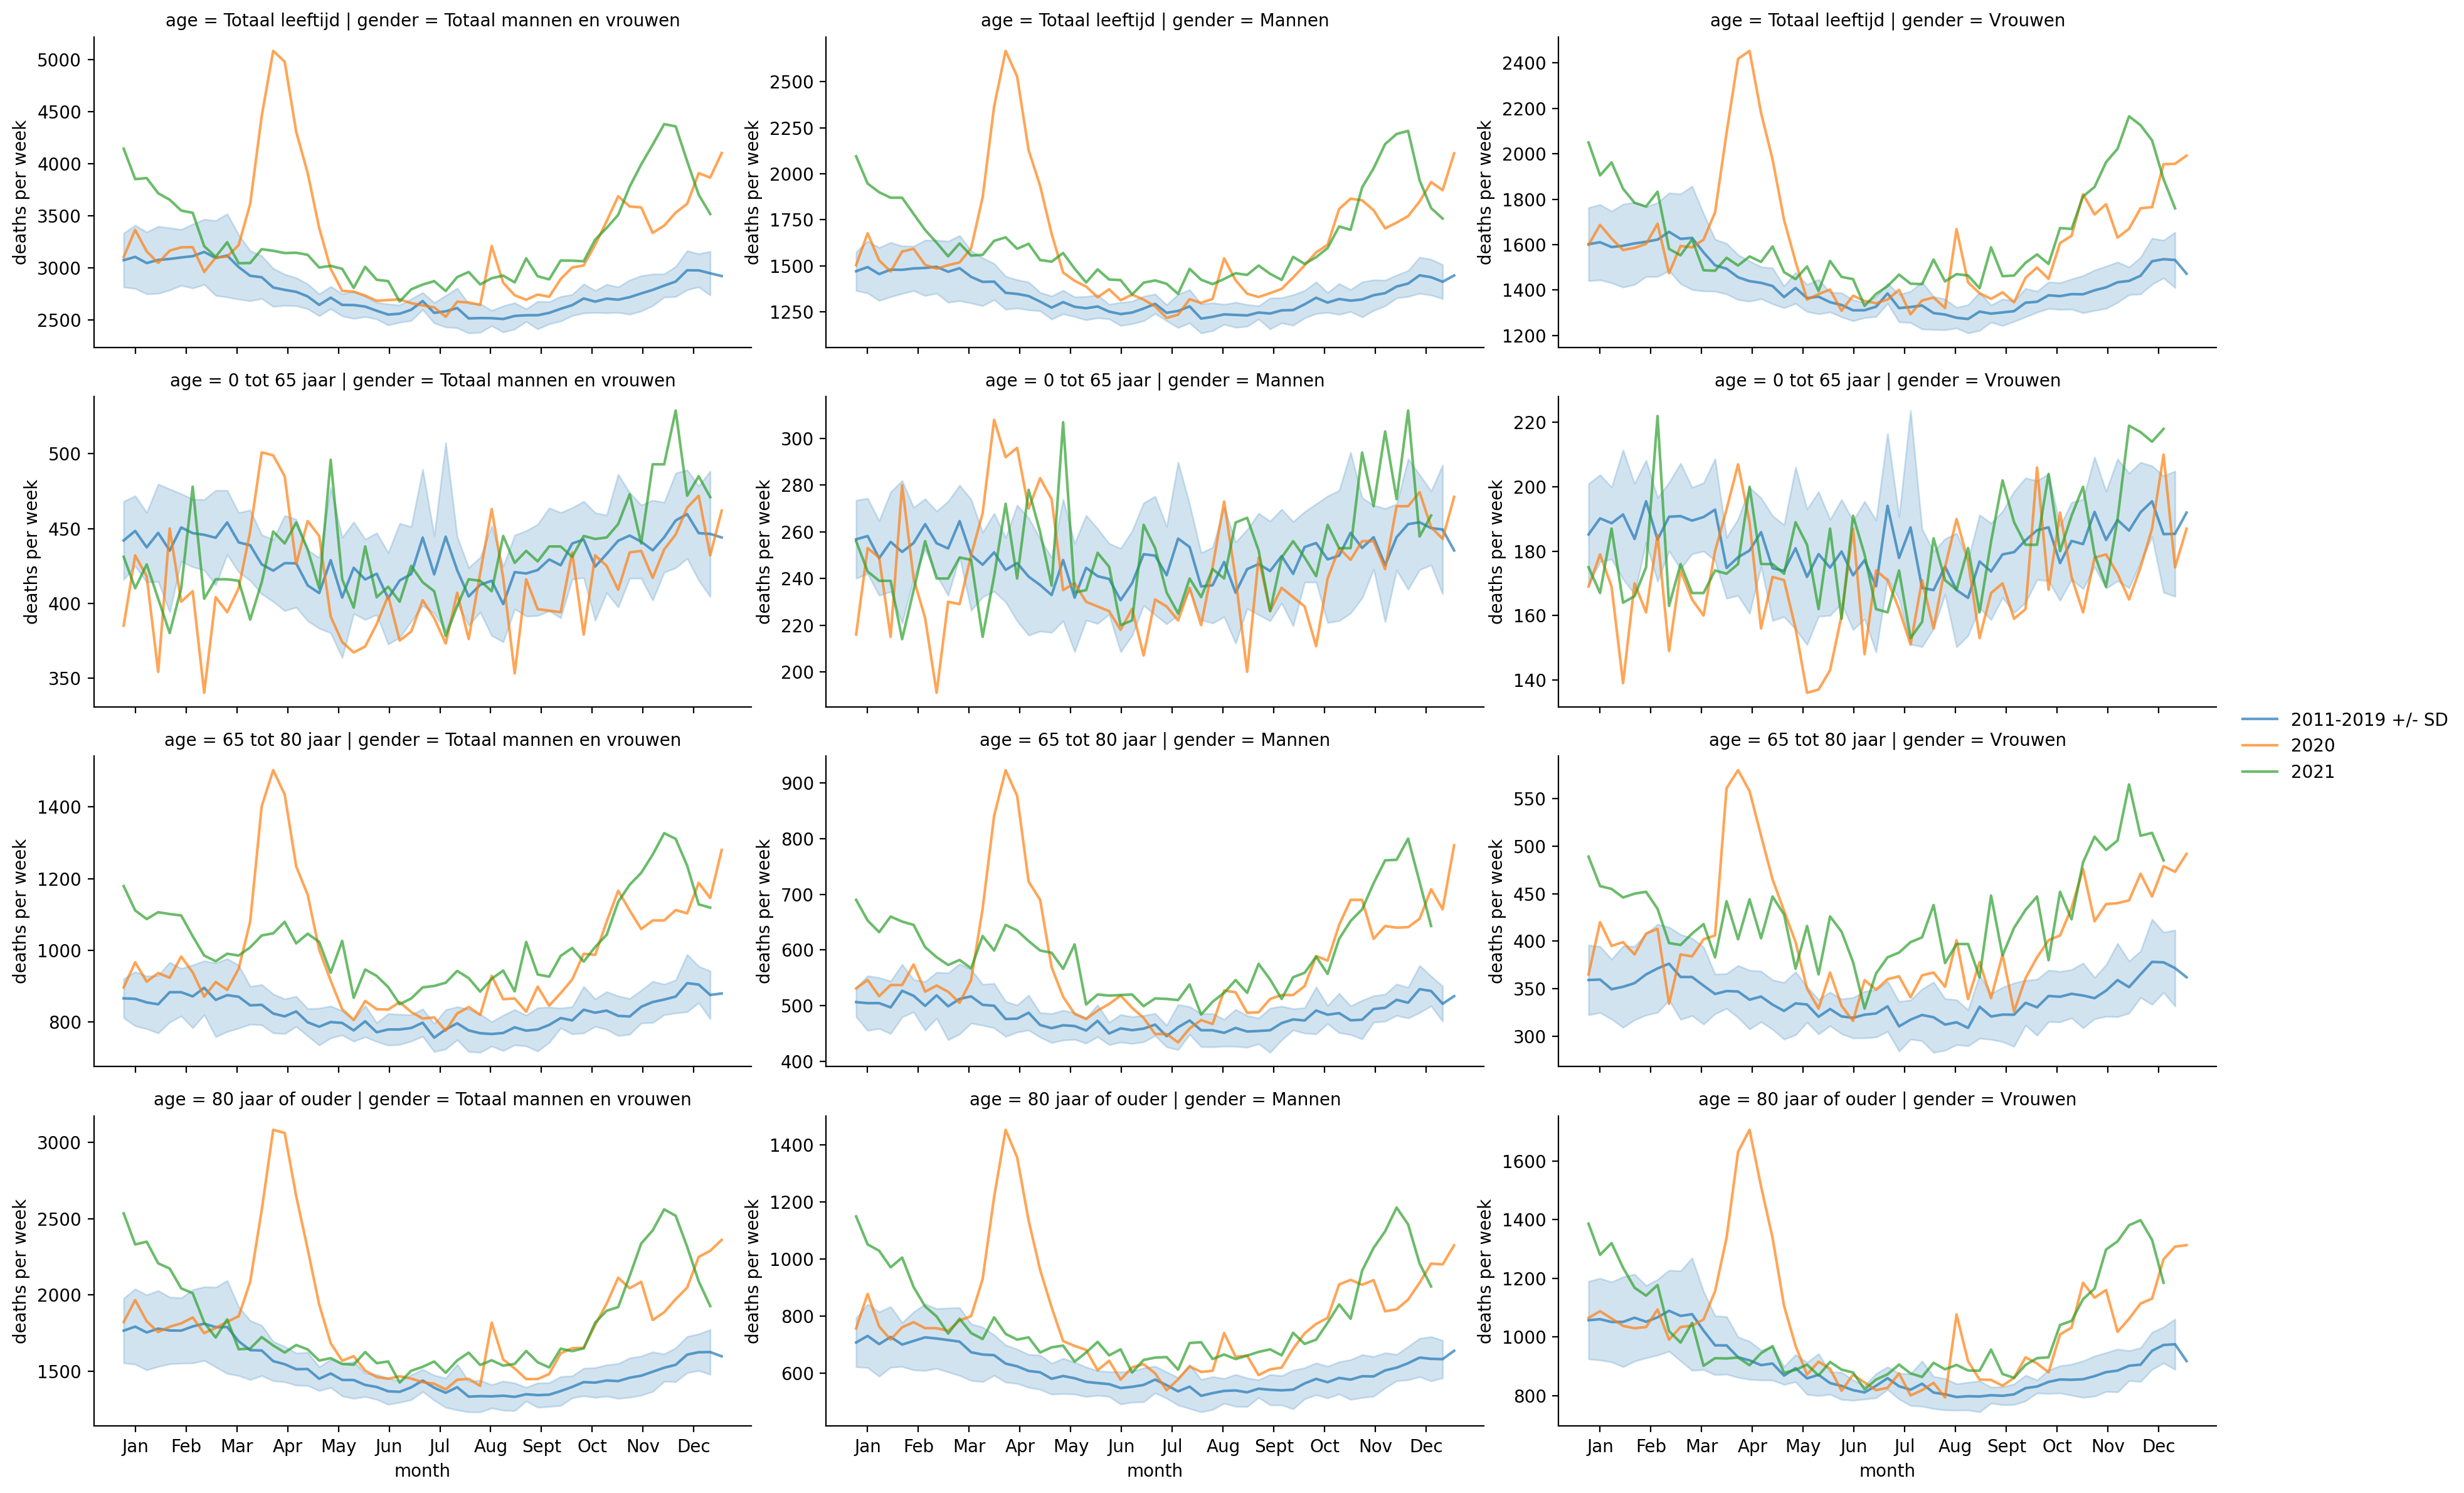 age = Totaal leeftijd | gender = Totaal mannen en vrouwen
age = Totaal leeftijd | gender = Mannen
age = Totaal leeftijd | gender = Vrouwen
5000
4500
4000
3500
3000
2500
deaths per week
2500
2250
2000
1750
1500
1250
deaths per week
2400
2200
2000
1800
1600
1400
1200
deaths per week
age = 0 tot 65 jaar | gender = Totaal mannen en vrouwen
age = 0 tot 65 jaar | gender = Mannen
age = 0 tot 65 jaar | gender = Vrouwen
500
450
400
350
deaths per week
300
280
260
240
220
200
deaths per week
220
200
180
160
140
deaths per week
2011-2019 +/- SD
2020
2021
age = 65 tot 80 jaar | gender = Totaal mannen en vrouwen
age = 65 tot 80 jaar | gender = Mannen
age = 65 tot 80 jaar | gender = Vrouwen
1400
1200
1000
800
deaths per week
900
800
700
600
500
400
deaths per week
550
500
450
400
350
300
deaths per week
age = 80 jaar of ouder | gender = Totaal mannen en vrouwen
age = 80 jaar of ouder | gender = Mannen
age = 80 jaar of ouder | gender = Vrouwen
3000
2500
2000
1500
deaths per week
1400
1200
1000
800
600
deaths per week
1600
1400
1200
1000
800
deaths per week
Jan Feb Mar Apr May Jun Jul Aug Sept Oct Nov Dec
month
Jan Feb Mar Apr May Jun Jul Aug Sept Oct Nov Dec
month
Jan Feb Mar Apr May Jun Jul Aug Sept Oct Nov Dec
month